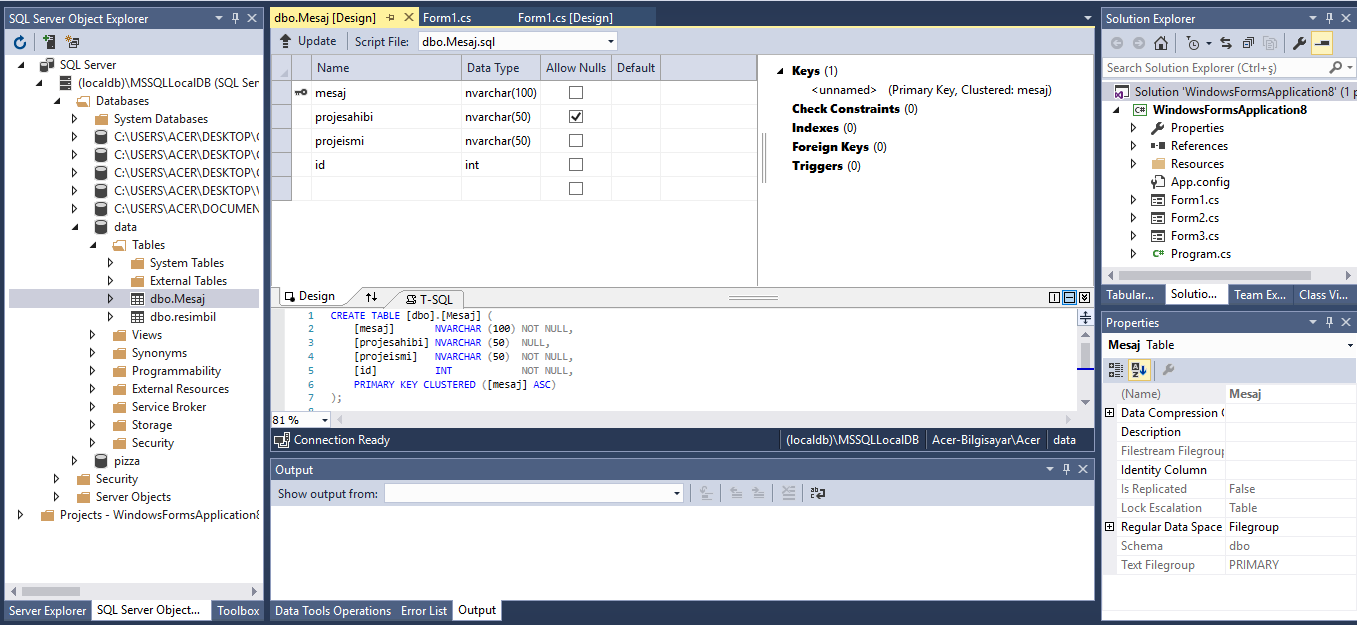 SQL Server Object Explorer
SQL Server
(localdb)\MSSQLLocalDB (SQL Ser
Databases
System Databases
C:\USERS\ACER\DESKTOP\
C:\USERS\ACER\DESKTOP\
C:\USERS\ACER\DESKTOP\
C:\USERS\ACER\DESKTOP\
C:\USERS\ACER\DOCUMEN
data
Tables
System Tables
External Tables
dbo.Mesaj
dbo.resimbil
Views
Synonyms
Programmability
External Resources
Service Broker
Storage
Security
pizza
Security
Server Objects
Projects - WindowsFormsApplication8
Server Explorer
SQL Server Object...
Toolbox
dbo.Mesaj [Design]
Form1.cs
Form1.cs [Design]
Update
Script File:
dbo.Mesaj.sql
Name Data Type Allow Nulls Default
mesaj nvarchar(100)
projesahibi nvarchar(50)
projeismi nvarchar(50)
id int
Keys (1)
<unnamed> (Primary Key, Clustered: mesaj)
Check Constraints (0)
Indexes (0)
Foreign Keys (0)
Triggers (0)
Design
T-SQL
1 CREATE TABLE [dbo].[Mesaj] (
2 [mesaj] NVARCHAR (100) NOT NULL,
3 [projesahibi] NVARCHAR (50) NULL,
4 [projeismi] NVARCHAR (50) NOT NULL,
5 [id] INT NOT NULL,
6 PRIMARY KEY CLUSTERED ([mesaj] ASC)
7 );
81 %
Connection Ready
(localdb)\MSSQLLocalDB
Acer-Bilgisayar\Acer
data
Output
Show output from:
Data Tools Operations
Error List
Output
Solution Explorer
Search Solution Explorer (Ctrl+ş)
Solution 'WindowsFormsApplication8' (1 p
C# WindowsFormsApplication8
Properties
References
Resources
App.config
Form1.cs
Form2.cs
Form3.cs
C# Program.cs
Tabular...
Solutio...
Team Ex...
Class Vi...
Properties
Mesaj Table
(Name) Mesaj
Data Compression
Description
Filestream Filegroup
Identity Column
Is Replicated False
Lock Escalation Table
Regular Data Space Filegroup
Schema dbo
Text Filegroup PRIMARY